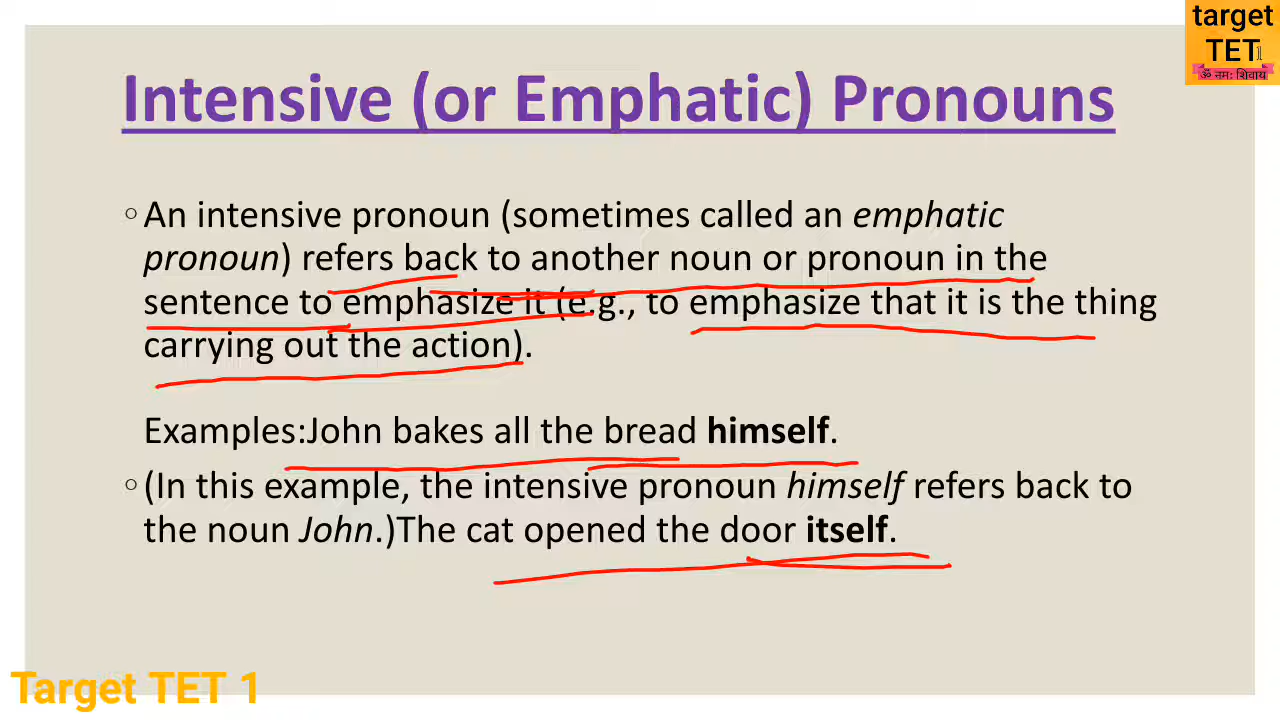 target
TET1
ॐ नमः शिवाय
Intensive (or Emphatic) Pronouns
◦ An intensive pronoun (sometimes called an emphatic
pronoun) refers back to another noun or pronoun in the
sentence to emphasize it (e.g., to emphasize that it is the thing
carrying out the action).
Examples:John bakes all the bread himself.
◦ (In this example, the intensive pronoun himself refers back to
the noun John.)The cat opened the door itself.
Target TET 1